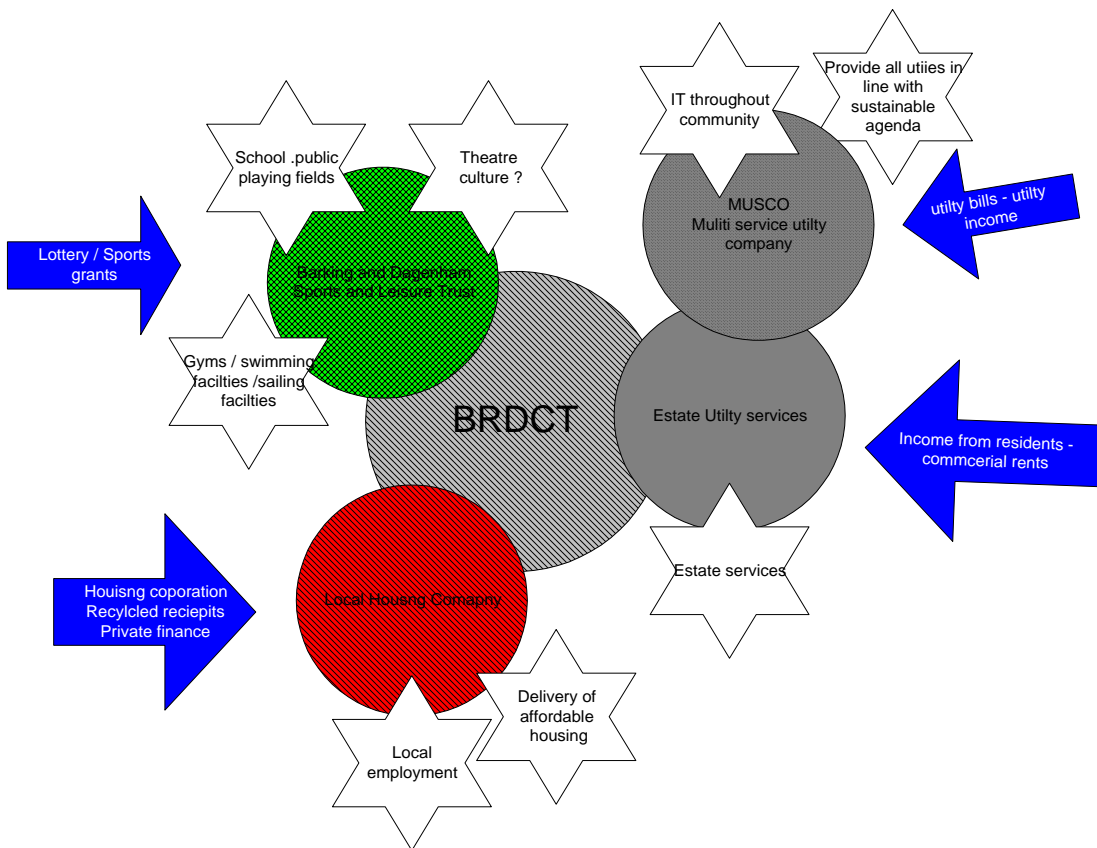 Provide all utiies in
line with
sustainable
agenda
IT throughout
community
School .public
playing fields
Theatre
culture ?
MUSCO
Muliti service utilty
company
utilty bills - utilty
income
Lottery / Sports
grants
Barking and Dagenham
Sports and Leisure Trust
Gyms / swimming
facilties /sailing
facilties
BRDCT
Estate Utilty services
Income from residents -
commcerial rents
Estate services
Houisng coporation
Recylcled reciepits
Private finance
Local Housng Comapny
Delivery of
affordable
housing
Local
employment